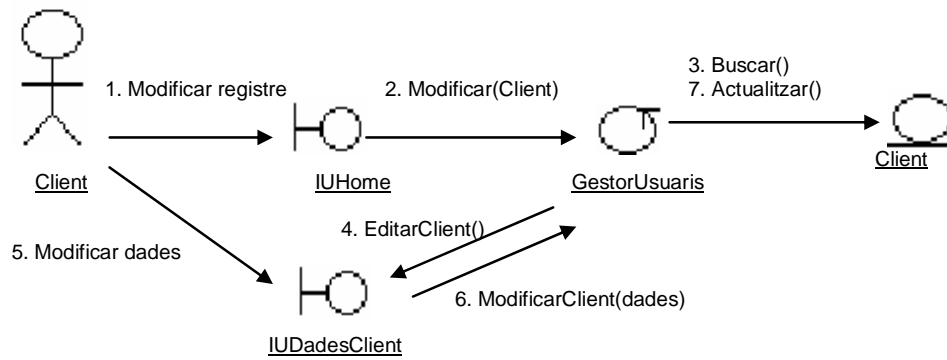 3. Buscar()
1. Modificar registre
2. Modificar(Client)
7. Actualitzar()
Client
Client
IUHome
GestorUsuaris
4. EditarClient()
5. Modificar dades
6. ModificarClient(dades)
IUDadesClient